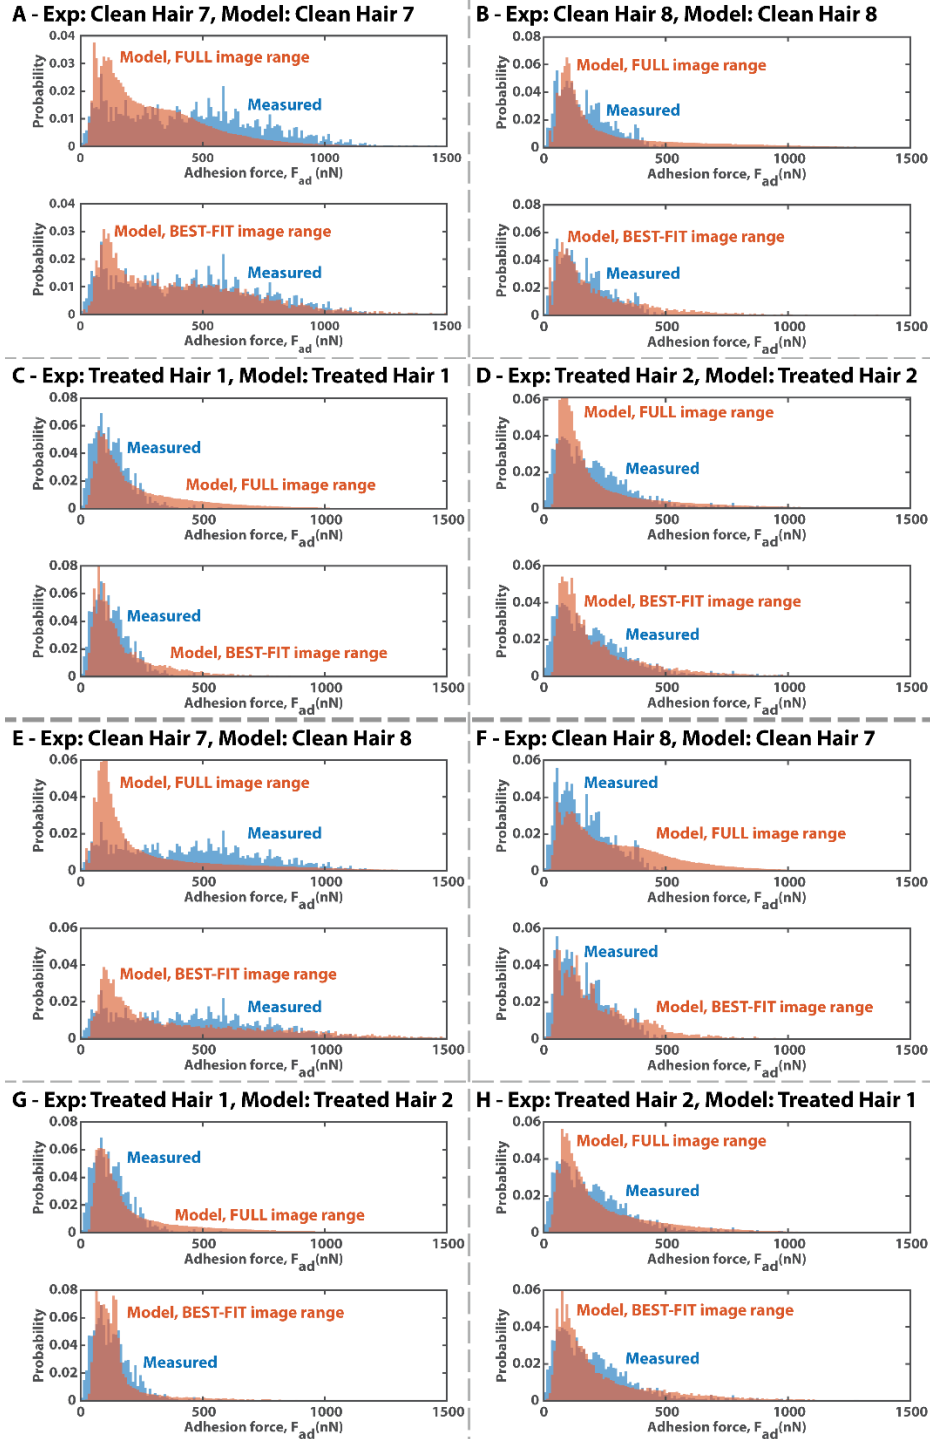 A - Exp: Clean Hair 7, Model: Clean Hair 7
0.04
0.03
0.02
0.01
0
Probability
Model, FULL image range
Measured
0
500
1000
1500
Adhesion force, F_ad (nN)
0.04
0.03
0.02
0.01
0
Probability
Model, BEST-FIT image range
Measured
0
500
1000
1500
Adhesion force, F_ad (nN)
B - Exp: Clean Hair 8, Model: Clean Hair 8
0.08
0.06
0.04
0.02
0
Probability
Model, FULL image range
Measured
0
500
1000
1500
Adhesion force, F_ad(nN)
0.08
0.06
0.04
0.02
0
Probability
Model, BEST-FIT image range
Measured
0
500
1000
1500
Adhesion force, F_ad(nN)
C - Exp: Treated Hair 1, Model: Treated Hair 1
0.08
0.06
0.04
0.02
0
Probability
Measured
Model, FULL image range
0
500
1000
1500
Adhesion force, F_ad(nN)
0.08
0.06
0.04
0.02
0
Probability
Measured
Model, BEST-FIT image range
0
500
1000
1500
Adhesion force, F_ad(nN)
D - Exp: Treated Hair 2, Model: Treated Hair 2
0.06
0.04
0.02
0
Probability
Model, FULL image range
Measured
0
500
1000
1500
Adhesion force, F_ad(nN)
0.06
0.04
0.02
0
Probability
Model, BEST-FIT image range
Measured
0
500
1000
1500
Adhesion force, F_ad(nN)
E - Exp: Clean Hair 7, Model: Clean Hair 8
0.06
0.04
0.02
0
Probability
Model, FULL image range
Measured
0
500
1000
1500
Adhesion force, F_ad(nN)
0.06
0.04
0.02
0
Probability
Model, BEST-FIT image range
Measured
0
500
1000
1500
Adhesion force, F_ad(nN)
F - Exp: Clean Hair 8, Model: Clean Hair 7
0.06
0.04
0.02
0
Probability
Measured
Model, FULL image range
0
500
1000
1500
Adhesion force, F_ad(nN)
0.06
0.04
0.02
0
Probability
Measured
Model, BEST-FIT image range
0
500
1000
1500
Adhesion force, F_ad(nN)
G - Exp: Treated Hair 1, Model: Treated Hair 2
0.08
0.06
0.04
0.02
0
Probability
Measured
Model, FULL image range
0
500
1000
1500
Adhesion force, F_ad(nN)
0.08
0.06
0.04
0.02
0
Probability
Model, BEST-FIT image range
Measured
0
500
1000
1500
Adhesion force, F_ad(nN)
H - Exp: Treated Hair 2, Model: Treated Hair 1
0.06
0.04
0.02
0
Probability
Model, FULL image range
Measured
0
500
1000
1500
Adhesion force, F_ad(nN)
0.06
0.04
0.02
0
Probability
Model, BEST-FIT image range
Measured
0
500
1000
1500
Adhesion force, F_ad(nN)